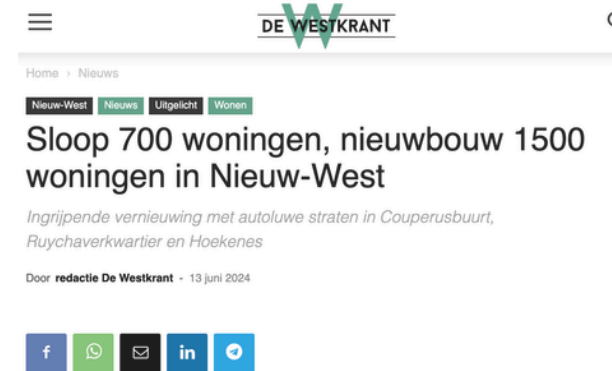 DE WESTKRANT
Home › Nieuws
Nieuw-West Nieuws Uitgelicht Wonen
Sloop 700 woningen, nieuwbouw 1500
woningen in Nieuw-West
Ingrijpende vernieuwing met autoluwe straten in Couperusbuurt,
Ruychaverkwartier en Hoekenes
Door redactie De Westkrant - 13 juni 2024
f
in